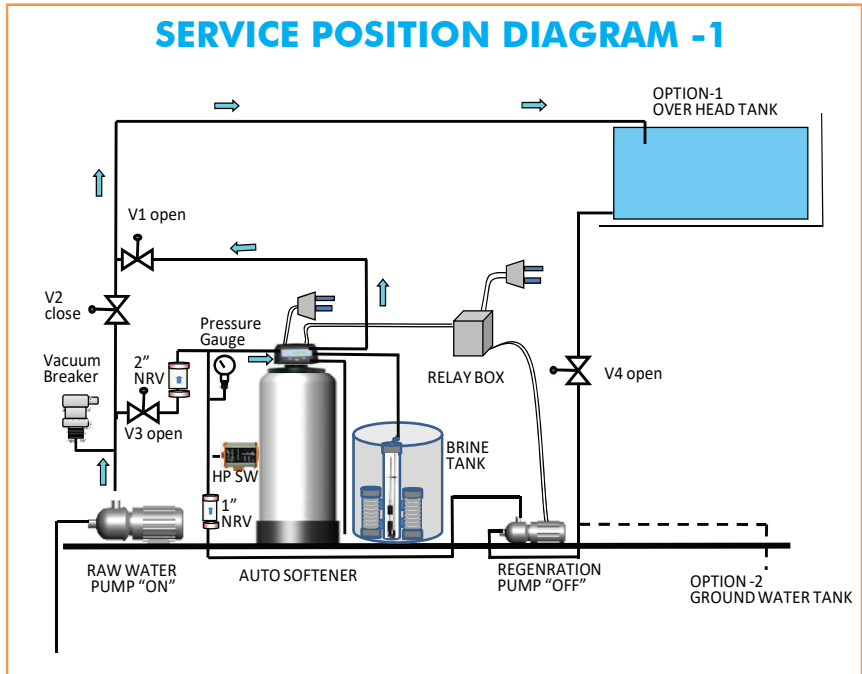 SERVICE POSITION DIAGRAM -1
OPTION-1
OVER HEAD TANK
V1 open
V2
close
Pressure
Gauge
Vacuum
Breaker
2”
NRV
V3 open
RELAY BOX
V4 open
HP SW
BRINE
TANK
1”
NRV
RAW WATER
PUMP “ON”
AUTO SOFTENER
REGENRATION
PUMP “OFF”
OPTION -2
GROUND WATER TANK